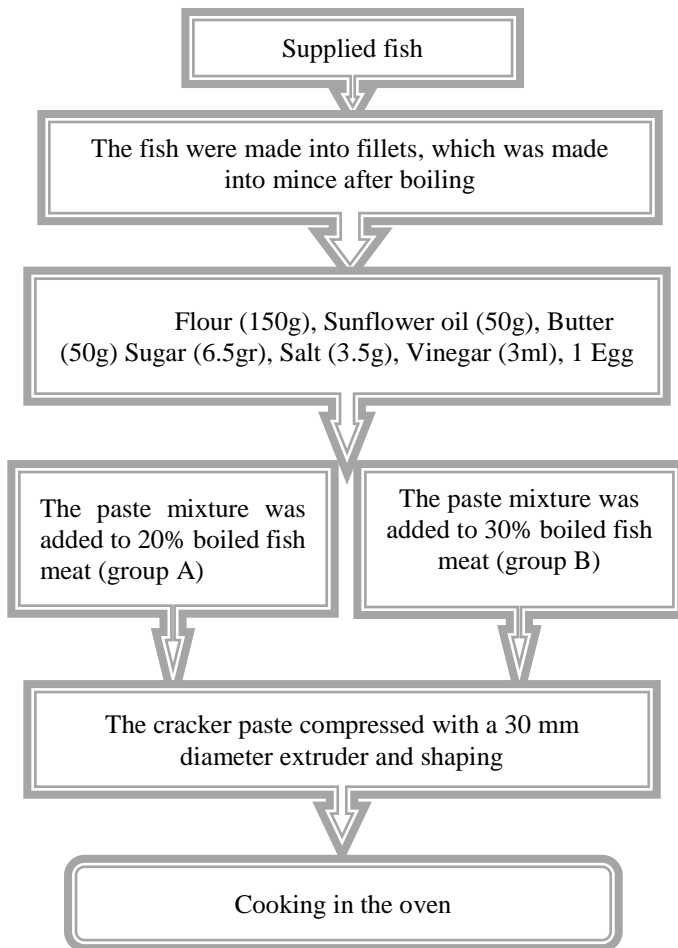 Supplied fish
The fish were made into fillets, which was made
into mince after boiling
Flour (150g), Sunflower oil (50g), Butter
(50g) Sugar (6.5gr), Salt (3.5g), Vinegar (3ml), 1 Egg
The paste mixture was
added to 20% boiled fish
meat (group A)
The paste mixture was
added to 30% boiled fish
meat (group B)
The cracker paste compressed with a 30 mm
diameter extruder and shaping
Cooking in the oven